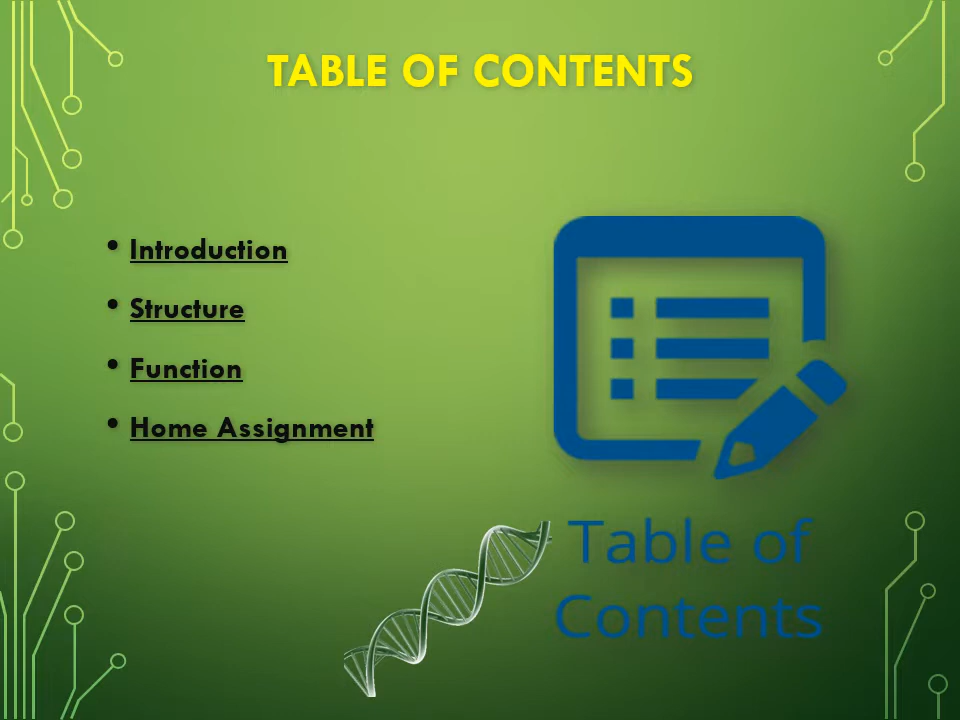 TABLE OF CONTENTS
• Introduction
• Structure
• Function
• Home Assignment
Table of
Contents